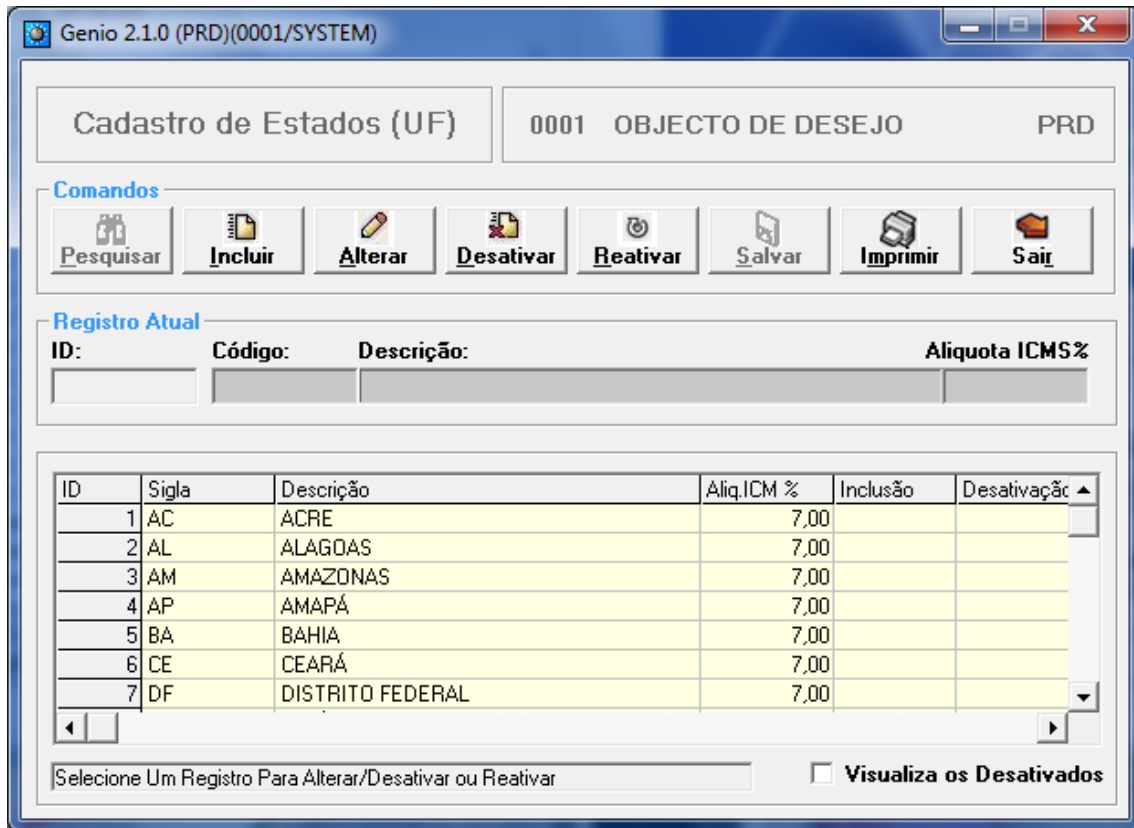 Genio 2.1.0 (PRD)(0001/SYSTEM)
Cadastro de Estados (UF) 0001 OBJECTO DE DESEJO PRD
Comandos
Pesquisar Incluir Alterar Desativar Reativar Salvar Imprimir Sair
Registro Atual
ID: Código: Descrição: Aliquota ICMS%
ID Sigla Descrição Aliq.ICM % Inclusão Desativaçã
1 AC ACRE 7,00
2 AL ALAGOAS 7,00
3 AM AMAZONAS 7,00
4 AP AMAPÁ 7,00
5 BA BAHIA 7,00
6 CE CEARÁ 7,00
7 DF DISTRITO FEDERAL 7,00
Selecione Um Registro Para Alterar/Desativar ou Reativar Visualiza os Desativados